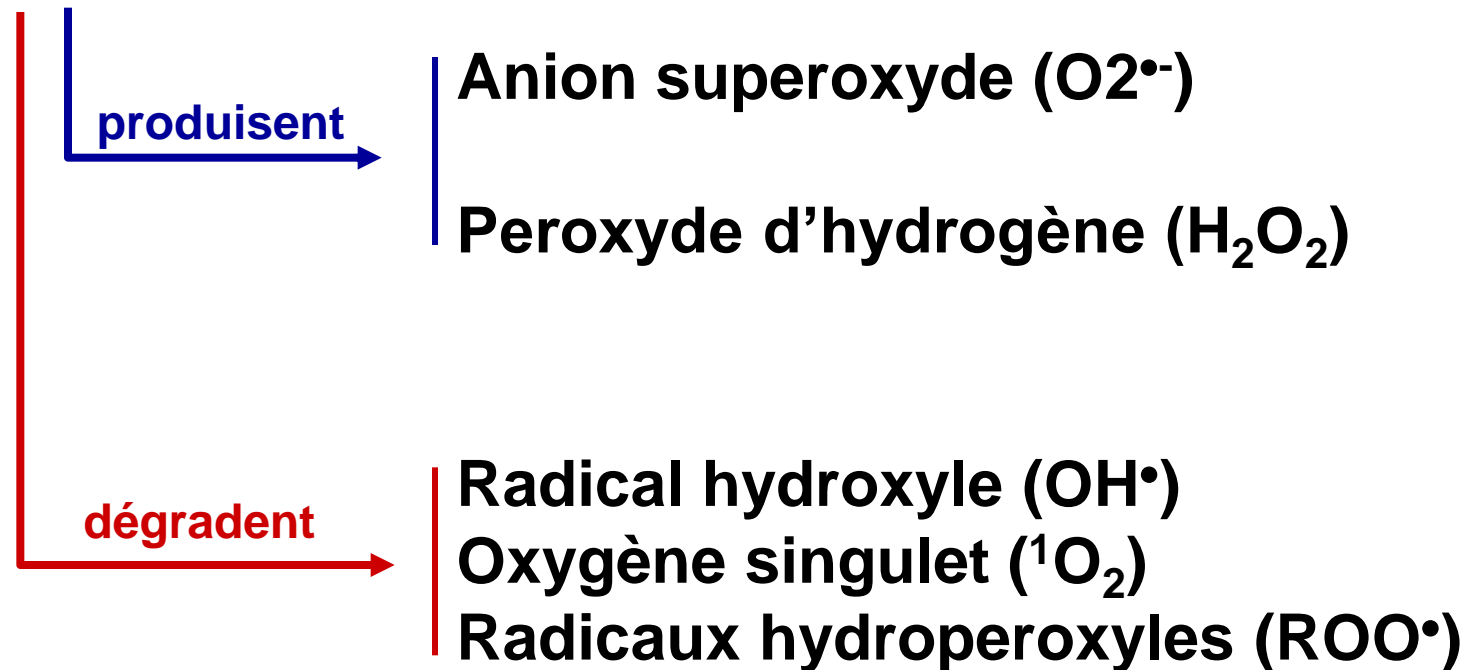 Anion superoxyde (O2•-)
produisent
Peroxyde d’hydrogène (H₂O₂)
Radical hydroxyle (OH•)
dégradent
Oxygène singulet (¹O₂)
Radicaux hydroperoxyles (ROO•)